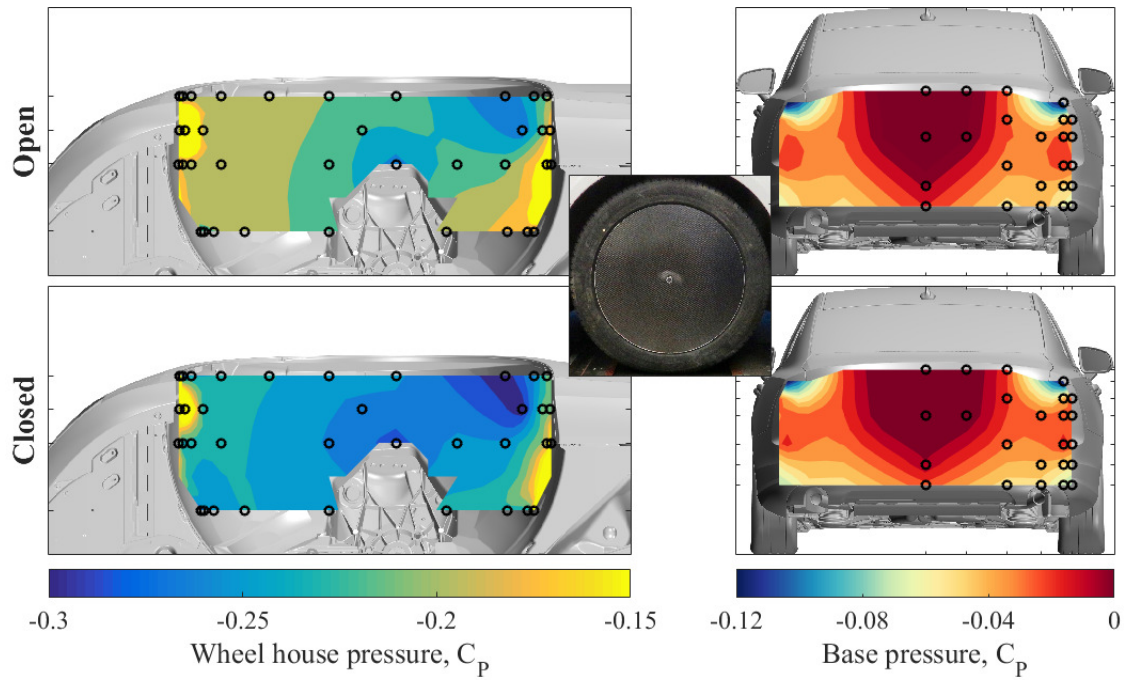 Open
Closed
-0.3 -0.25 -0.2 -0.15
Wheel house pressure, C_P
-0.12 -0.08 -0.04 0
Base pressure, C_P